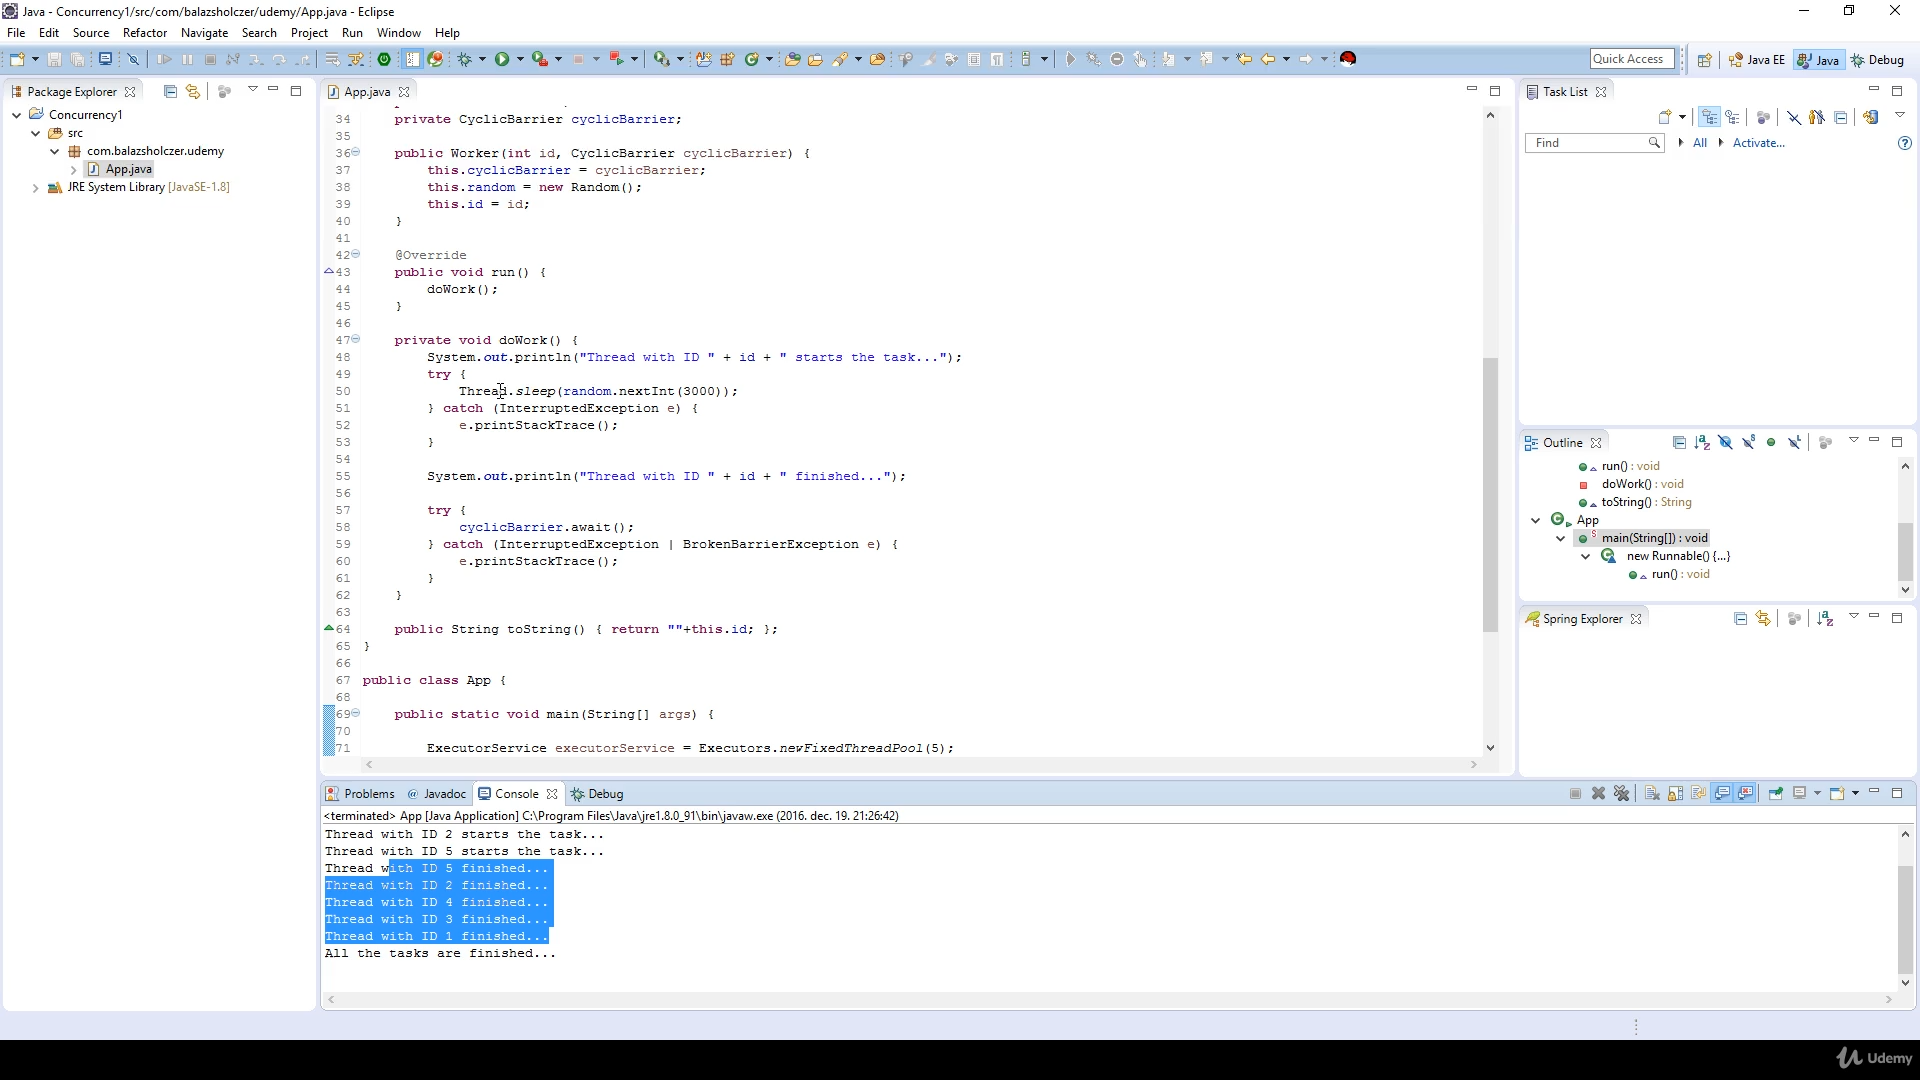 Java - Concurrency1/src/com/balazsholczer/udemy/App.java - Eclipse
File Edit Source Refactor Navigate Search Project Run Window Help
Quick Access
Java EE
Java
Debug
Package Explorer
Concurrency1
src
com.balazsholczer.udemy
App.java
JRE System Library [JavaSE-1.8]
App.java
34 private CyclicBarrier cyclicBarrier;
35
36 public Worker(int id, CyclicBarrier cyclicBarrier) {
37 this.cyclicBarrier = cyclicBarrier;
38 this.random = new Random();
39 this.id = id;
40 }
41
42 @Override
43 public void run() {
44 doWork();
45 }
46
47 private void doWork() {
48 System.out.println("Thread with ID " + id + " starts the task...");
49 try {
50 Thread.sleep(random.nextInt(3000));
51 } catch (InterruptedException e) {
52 e.printStackTrace();
53 }
54
55 System.out.println("Thread with ID " + id + " finished...");
56
57 try {
58 cyclicBarrier.await();
59 } catch (InterruptedException | BrokenBarrierException e) {
60 e.printStackTrace();
61 }
62 }
63
64 public String toString() { return ""+this.id; };
65 }
66
67 public class App {
68
69 public static void main(String[] args) {
70
71 ExecutorService executorService = Executors.newFixedThreadPool(5);
Task List
Find
All
Activate...
Outline
run() : void
doWork() : void
toString() : String
App
main(String[]) : void
new Runnable() {...}
run() : void
Spring Explorer
Problems
@ Javadoc
Console
Debug
<terminated> App [Java Application] C:\Program Files\Java\jre1.8.0_91\bin\javaw.exe (2016. dec. 19. 21:26:42)
Thread with ID 2 starts the task...
Thread with ID 5 starts the task...
Thread with ID 5 finished...
Thread with ID 2 finished...
Thread with ID 4 finished...
Thread with ID 3 finished...
Thread with ID 1 finished...
All the tasks are finished...
Udemy